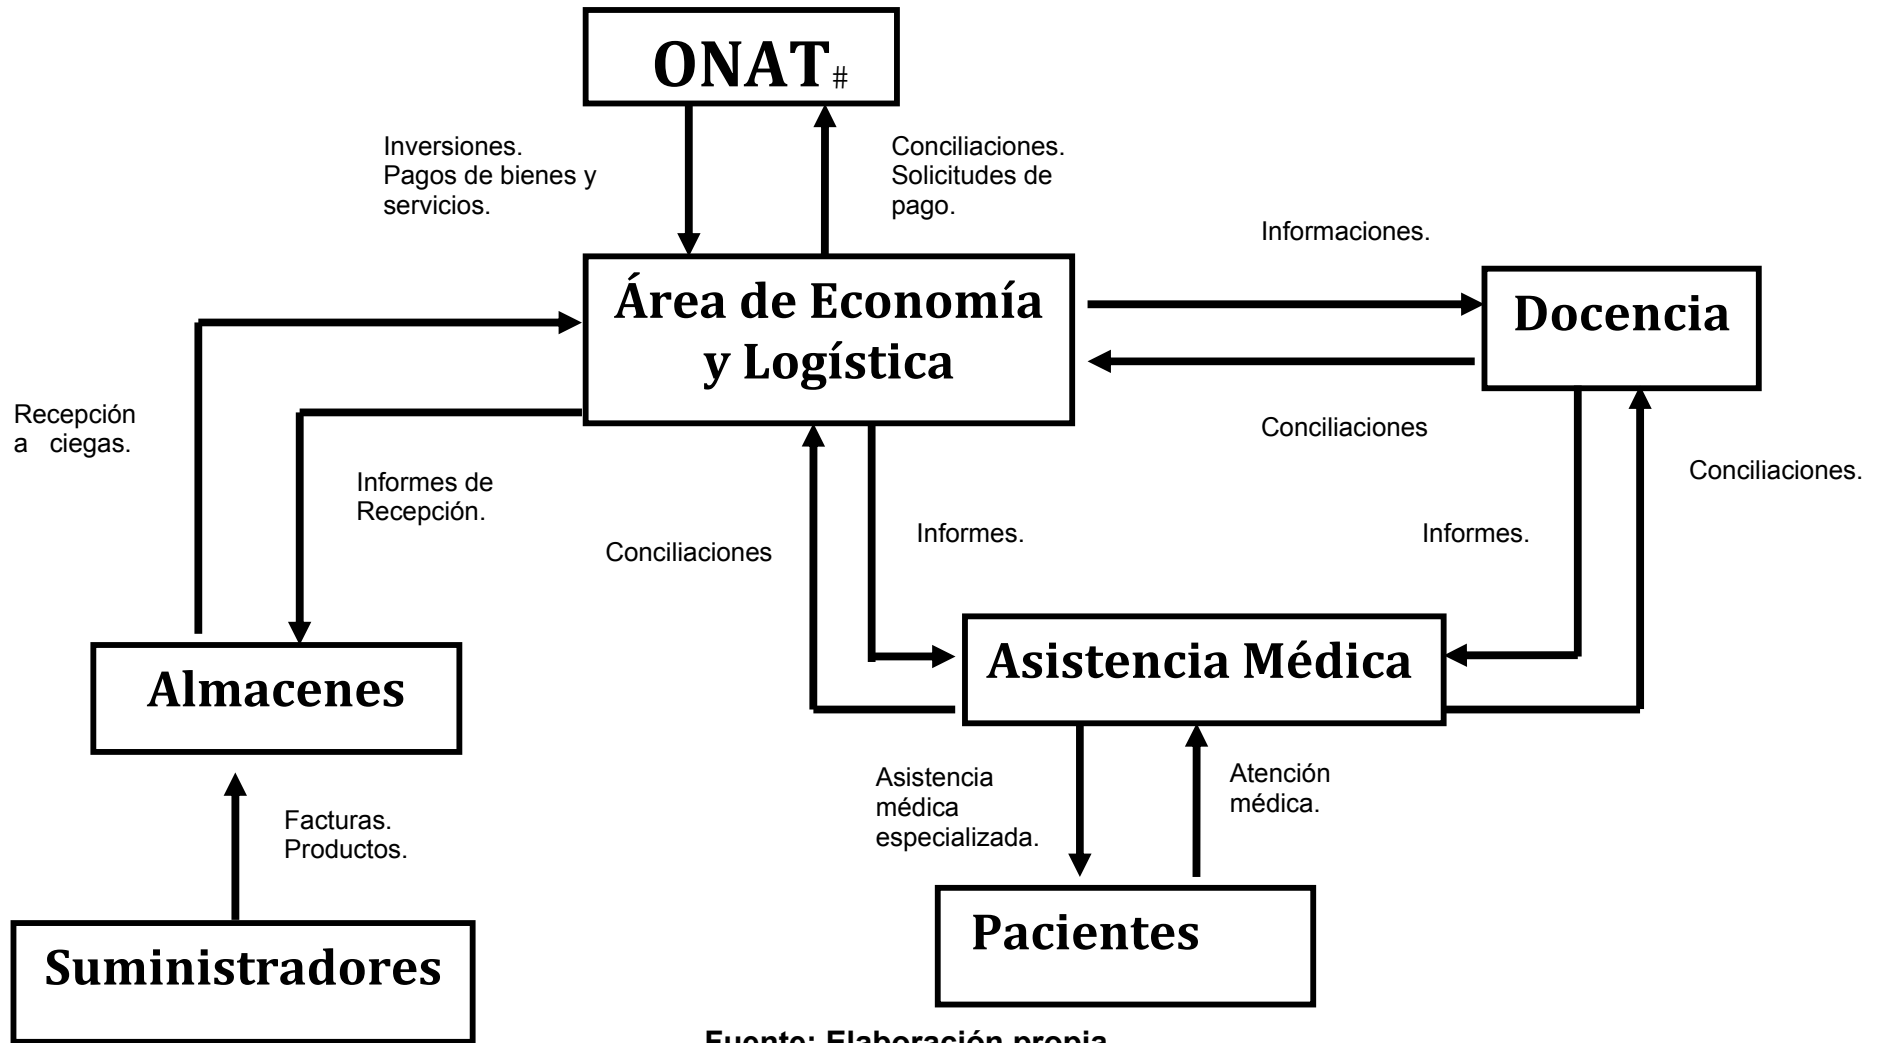 ONAT#
Inversiones.
Pagos de bienes y
servicios.
Conciliaciones.
Solicitudes de
pago.
Informaciones.
Área de Economía
y Logística
Docencia
Recepción
a ciegas.
Informes de
Recepción.
Conciliaciones
Conciliaciones.
Conciliaciones
Informes.
Informes.
Almacenes
Asistencia Médica
Facturas.
Productos.
Asistencia
médica
especializada.
Atención
médica.
Suministradores
Pacientes
Fuente: Elaboración propia